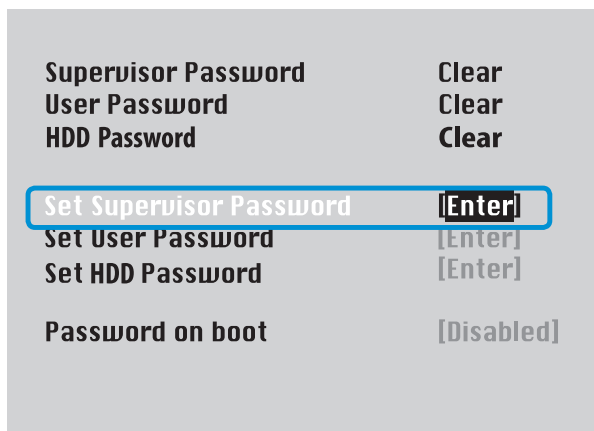 Supervisor Password Clear
User Password Clear
HDD Password Clear
Set Supervisor Password [Enter]
Set User Password [Enter]
Set HDD Password [Enter]
Password on boot [Disabled]